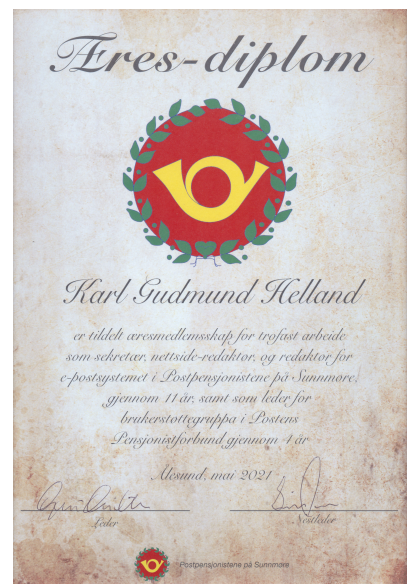 Æres-diplom
Karl Gudmund Helland
er tildelt æresmedlemsskap for trofast arbeide
som sekretær, nettside-redaktør, og redaktør for
e-postsystemet i Postpensjonistene på Sunnmøre,
gjennom 11 år, samt som leder for
brukerstøttegruppa i Postens
Pensjonistforbund gjennom 4 år
Ålesund, mai 2021
Leder
Nestleder
Postpensjonistene på Sunnmøre